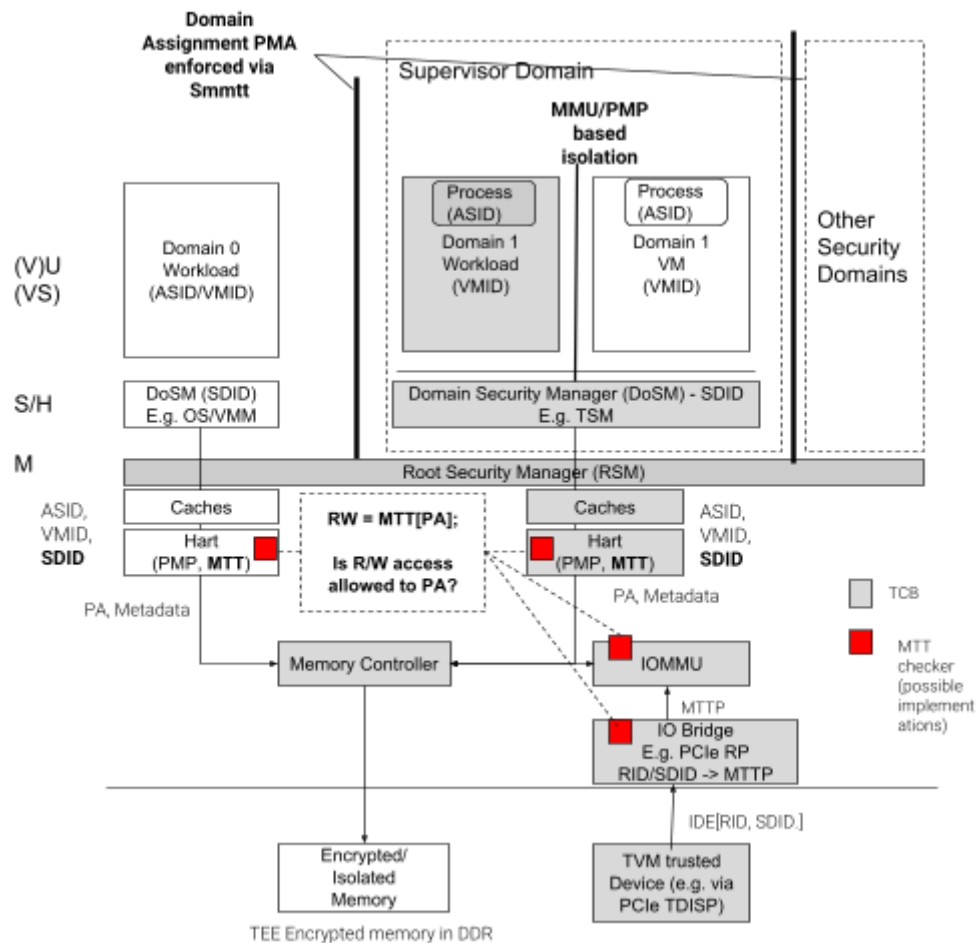 Domain
Assignment PMA
enforced via
Smmtt
Supervisor Domain
MMU/PMP
based
isolation
Process
(ASID)
Domain 1
Workload
(VMID)
Process
(ASID)
Domain 1
VM
(VMID)
Other
Security
Domains
(V)U
(VS)
Domain 0
Workload
(ASID/VMID)
S/H
DoSM (SDID)
E.g. OS/VMM
Domain Security Manager (DoSM) - SDID
E.g. TSM
M
Root Security Manager (RSM)
ASID,
VMID,
SDID
Caches
Hart
(PMP, MTT)
RW = MTT[PA];
Is R/W access
allowed to PA?
Caches
Hart
(PMP, MTT)
ASID,
VMID,
SDID
PA, Metadata
PA, Metadata
TCB
MTT
checker
(possible
implement
ations)
Memory Controller
IOMMU
MTTP
IO Bridge
E.g. PCIe RP
RID/SDID -> MTTP
IDE[RID, SDID.]
Encrypted/
Isolated
Memory
TVM trusted
Device (e.g. via
PCIe TDISP)
TEE Encrypted memory in DDR